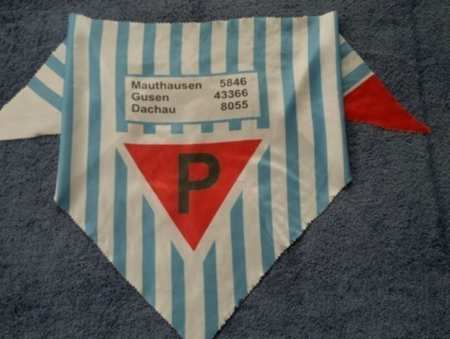 Mauthausen 5846
Gusen 43366
Dachau 8055
P